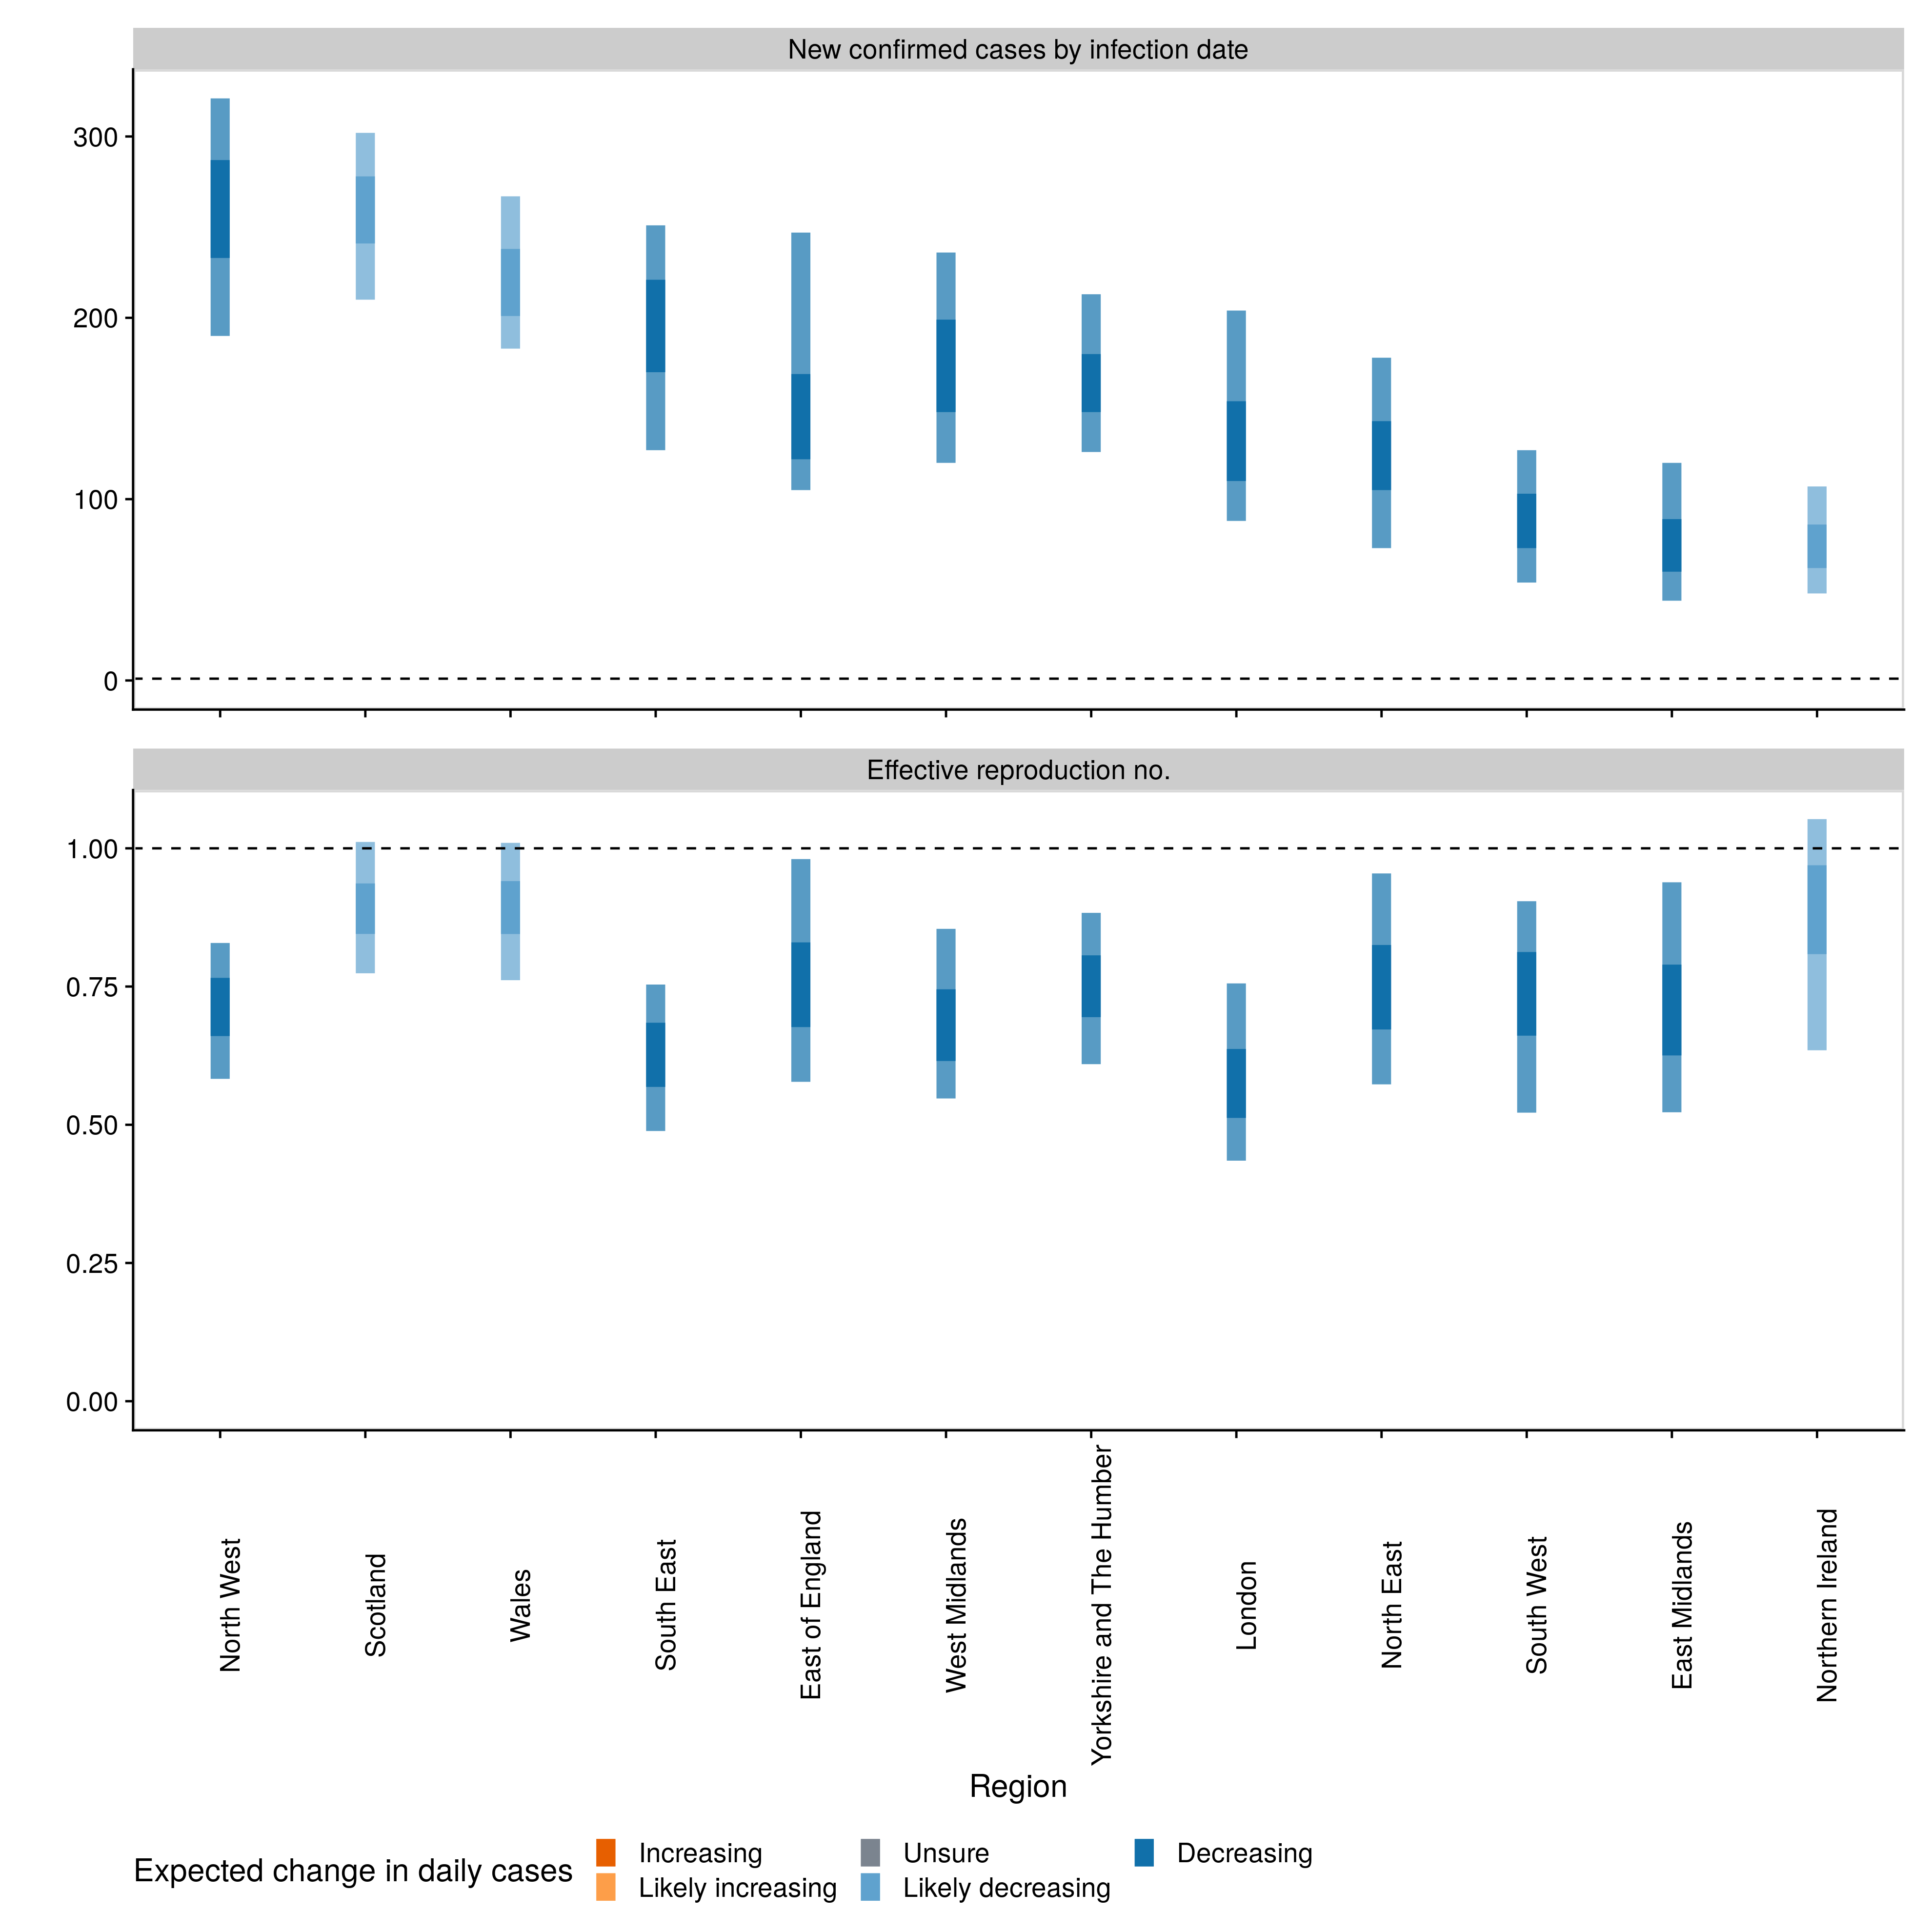 New confirmed cases by infection date
300
200
100
0
Effective reproduction no.
1.00
0.75
0.50
0.25
0.00
North West
Scotland
Wales
South East
East of England
West Midlands
Yorkshire and The Humber
London
North East
South West
East Midlands
Northern Ireland
Region
Expected change in daily cases
Increasing
Unsure
Decreasing
Likely increasing
Likely decreasing